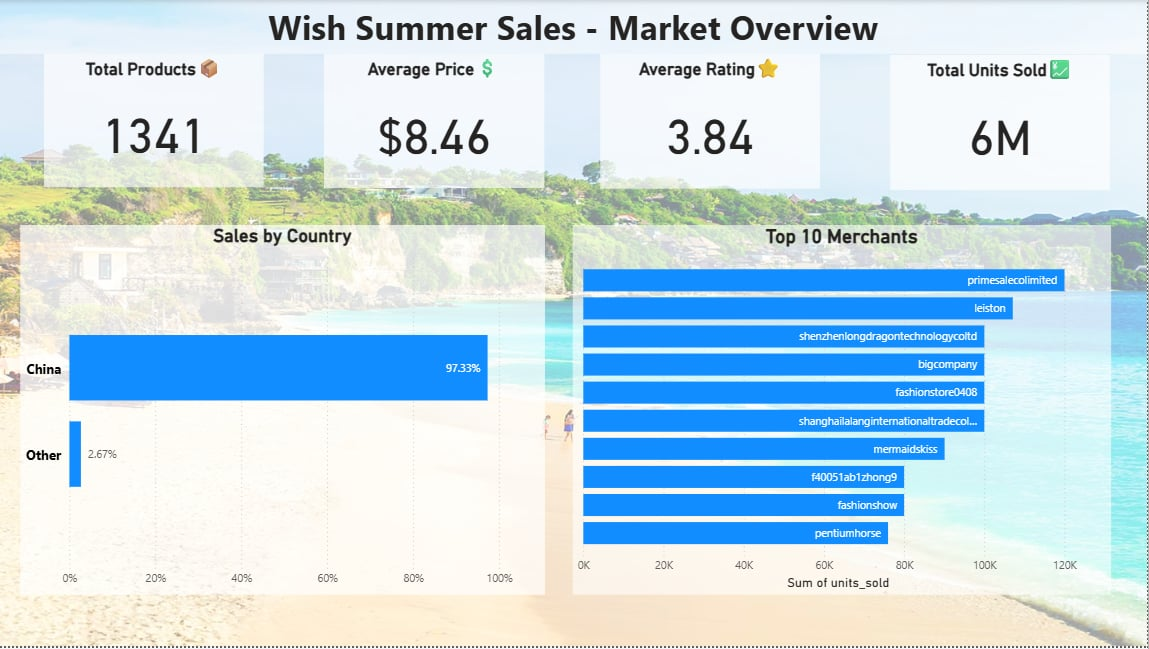 Wish Summer Sales - Market Overview
Total Products 📦
1341
Average Price 💲
$8.46
Average Rating ⭐
3.84
Total Units Sold 💹
6M
Sales by Country
China
97.33%
Other
2.67%
0% 20% 40% 60% 80% 100%
Top 10 Merchants
primesalecolimited
leiston
shenzhenlongdragontechnologycoltd
bigcompany
fashionstore0408
shanghailalanginternationaltradecol...
mermaidskiss
f40051ab1zhong9
fashionshow
pentiumhorse
0K 20K 40K 60K 80K 100K 120K
Sum of units_sold